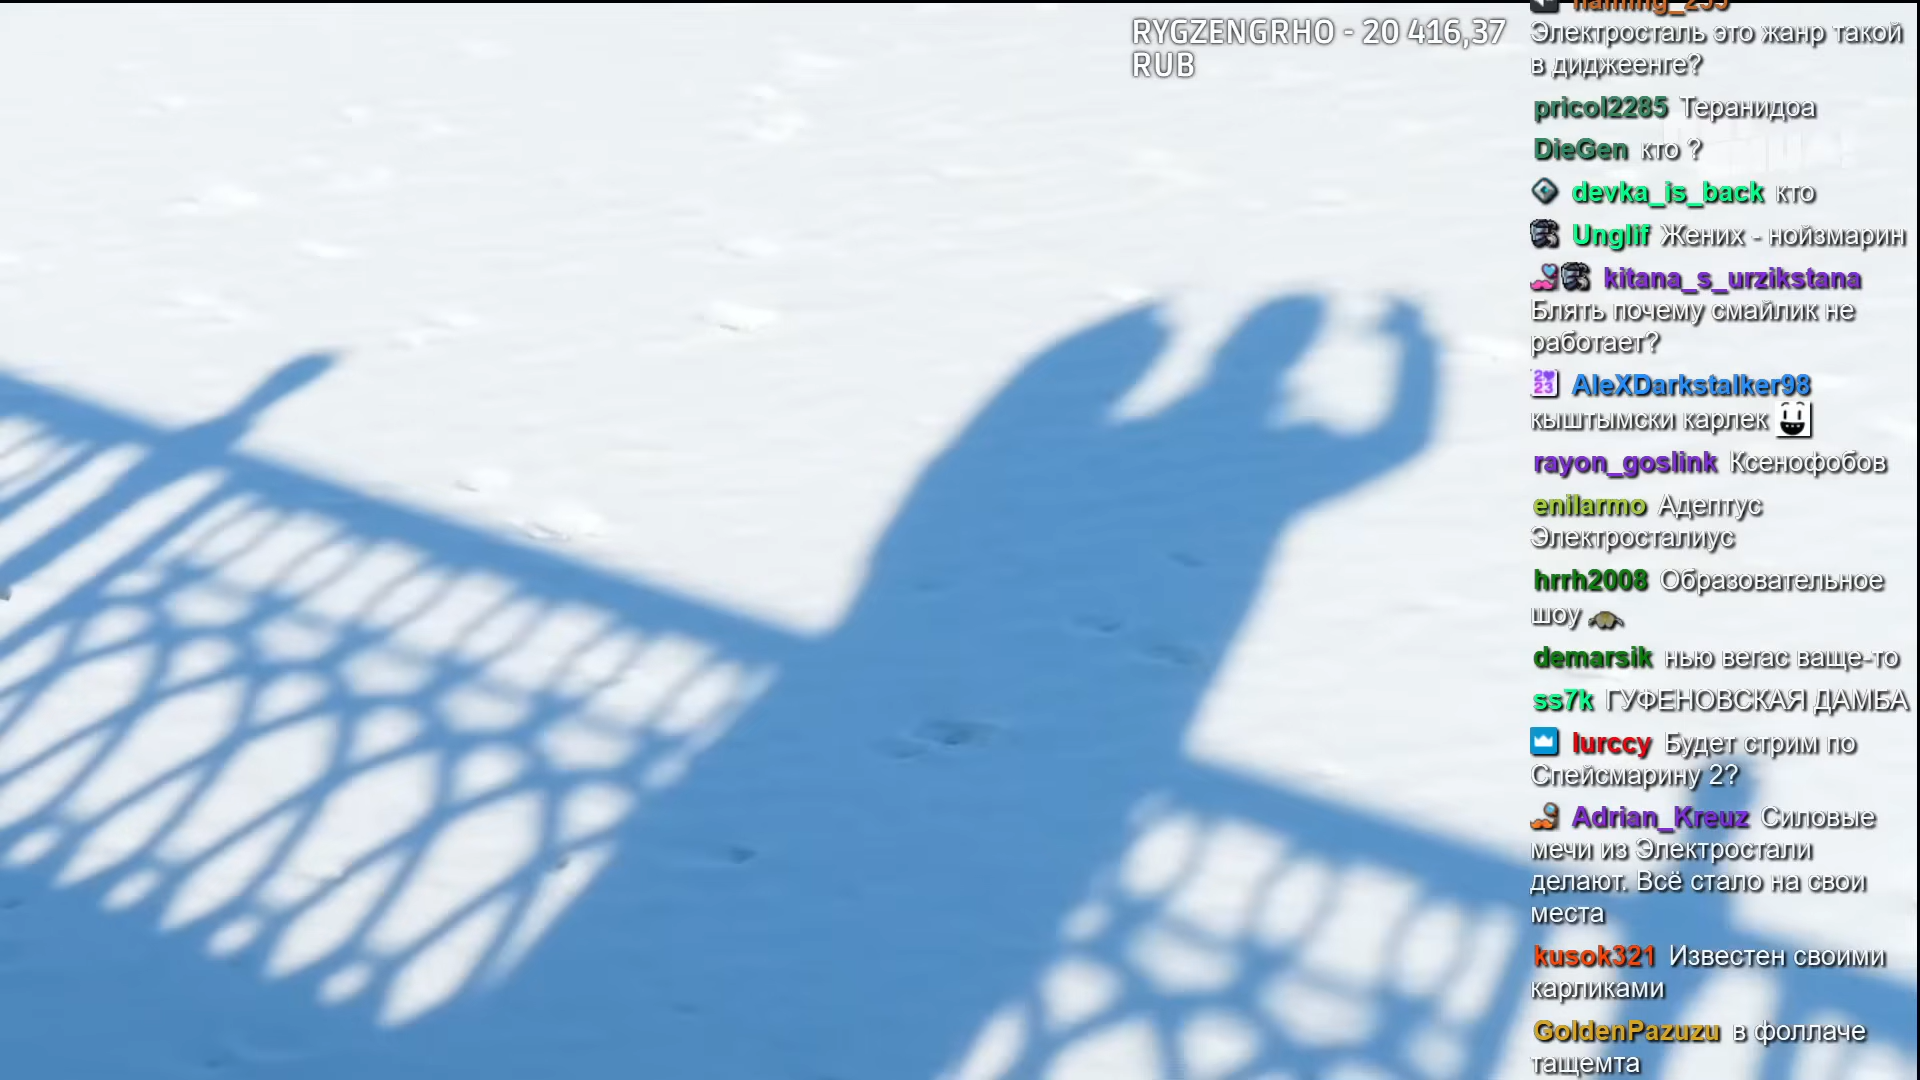 RYGZENGRHO - 20 416,37
RUB
Электросталь это жанр такой
в диджеенге?
pricol2285 Теранидоа
DieGen кто ?
devka_is_back кто
Unglif Жених - нойзмарин
kitana_s_urzikstana
Блять почему смайлик не
работает?
AleXDarkstalker98
кыштымски карлек
rayon_goslink Ксенофобов
enilarmo Адептус
Электросталиус
hrrh2008 Образовательное
шоу
demarsik нью вегас ваще-то
ss7k ГУФЕНОВСКАЯ ДАМБА
lurccy Будет стрим по
Спейсмарину 2?
Adrian_Kreuz Силовые
мечи из Электростали
делают. Всё стало на свои
места
kusok321 Известен своими
карликами
GoldenPazuzu в фоллаче
тащемта